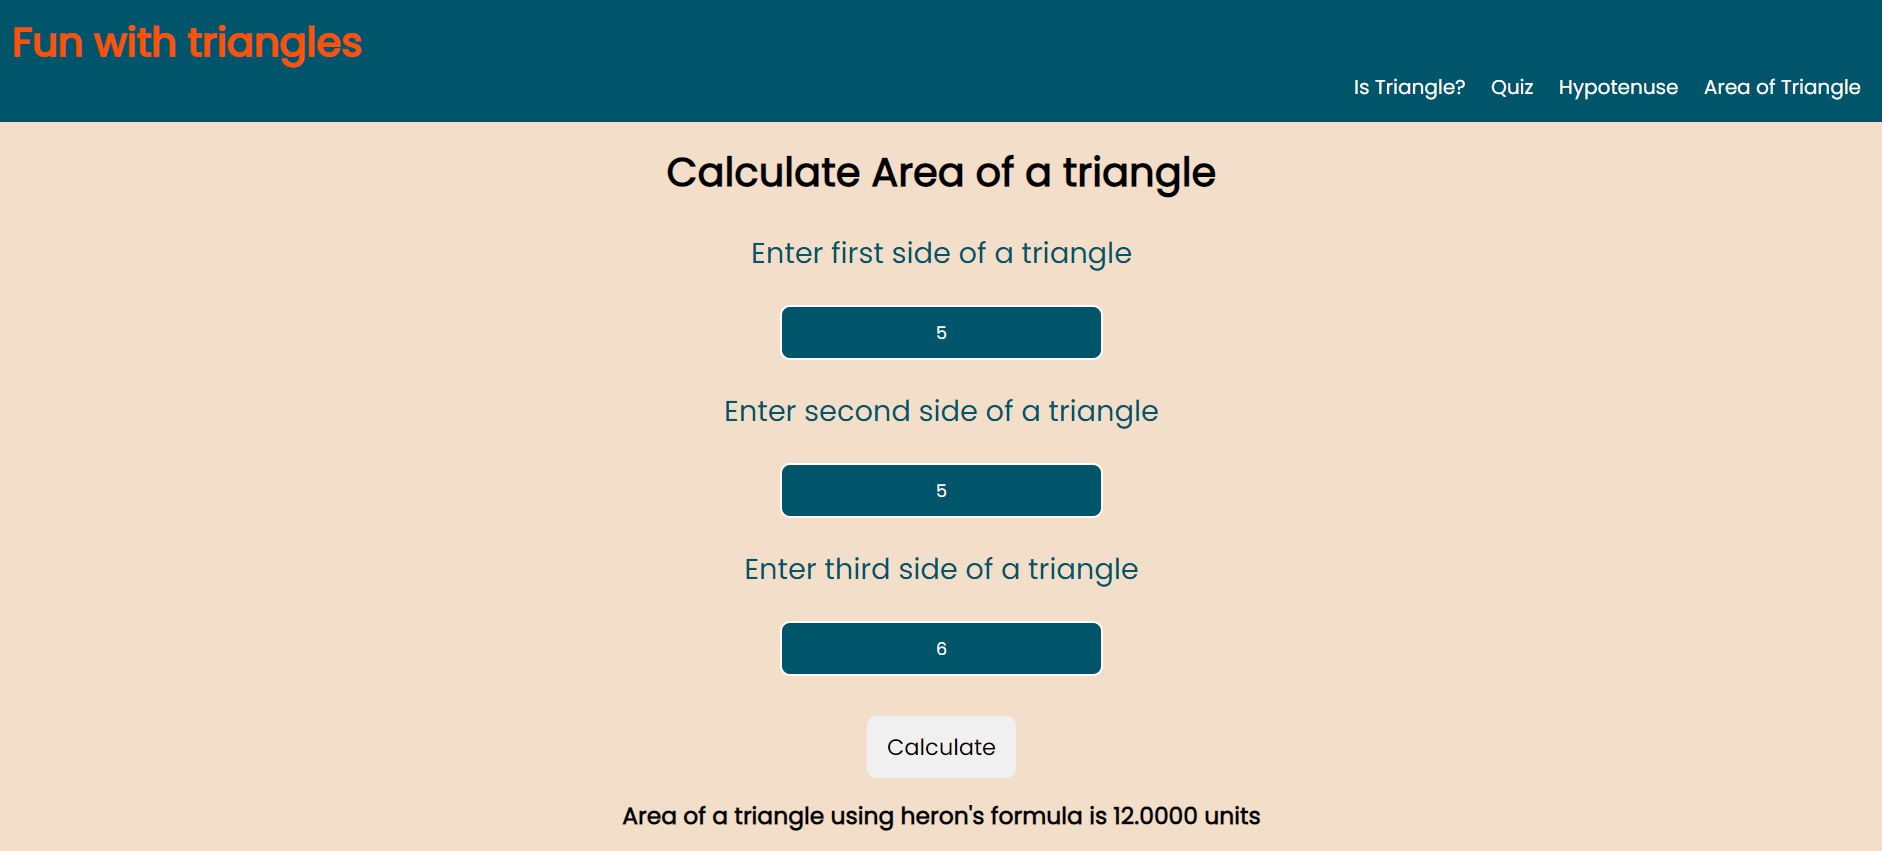 Fun with triangles
Is Triangle? Quiz Hypotenuse Area of Triangle
Calculate Area of a triangle
Enter first side of a triangle
5
Enter second side of a triangle
5
Enter third side of a triangle
6
Calculate
Area of a triangle using heron's formula is 12.0000 units